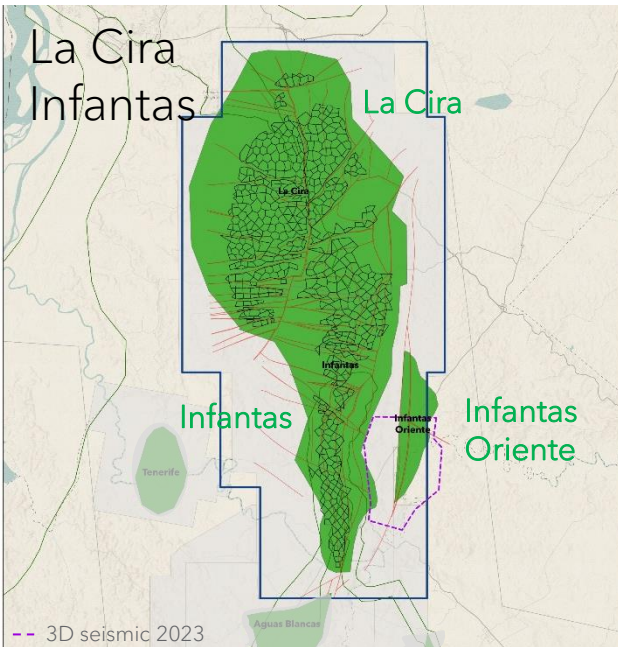 La Cira
Infantas
La Cira
La Cira
Infantas
Infantas
Infantas
Oriente
Infantas
Oriente
Tenerife
Aguas Blancas
-- 3D seismic 2023